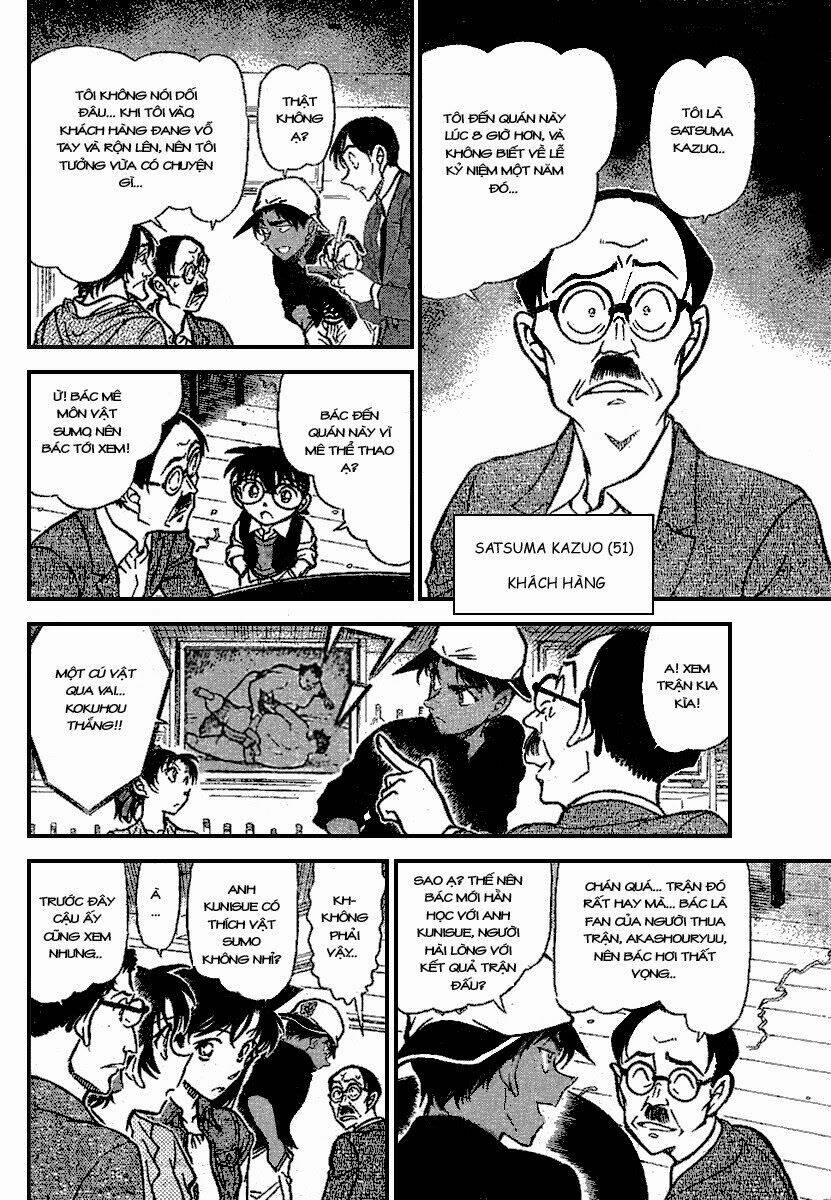 TÔI LÀ
SATSUMA
KAZUO..
TÔI ĐẾN QUÁN NÀY
LÚC 8 GIỜ HƠN, VÀ
KHÔNG BIẾT VỀ LỄ
KỶ NIỆM MỘT NĂM
ĐÓ...
SATSUMA KAZUO (51)
KHÁCH HÀNG
THẬT
KHÔNG
Ạ?
TÔI KHÔNG NÓI DỐI
ĐÂU... KHI TÔI VÀO,
KHÁCH HÀNG ĐANG VỖ
TAY VÀ RỘN LÊN, NÊN TÔI
TƯỞNG VỪA CÓ CHUYỆN
GÌ...
BÁC ĐẾN
QUÁN NÀY VÌ
MÊ THỂ THAO
Ạ?
Ừ! BÁC MÊ
MÔN VẬT
SUMO, NÊN
BÁC TỚI XEM!
A! XEM
TRẬN KIA
KÌA!
MỘT CÚ VẬT
QUA VAI...
KOKUHOU
THẮNG!!
CHÁN QUÁ... TRẬN ĐÓ
RẤT HAY MÀ... BÁC LÀ
FAN CỦA NGƯỜI THUA
TRẬN, AKASHOURYUU,
NÊN BÁC HƠI THẤT
VỌNG..
SAO Ạ? THẾ NÊN
BÁC MỚI HẰN
HỌC VỚI ANH
KUNISUE, NGƯỜI
HẢI LÒNG VỚI
KẾT QUẢ TRẬN
ĐẤU?
KH-
KHÔNG
PHẢI
VẬY..
ANH
KUNISUE CÓ
THÍCH VẬT
SUMO
KHÔNG NHỈ?
À
...
TRƯỚC ĐÂY
CẬU ẤY
CŨNG XEM
NHƯNG...